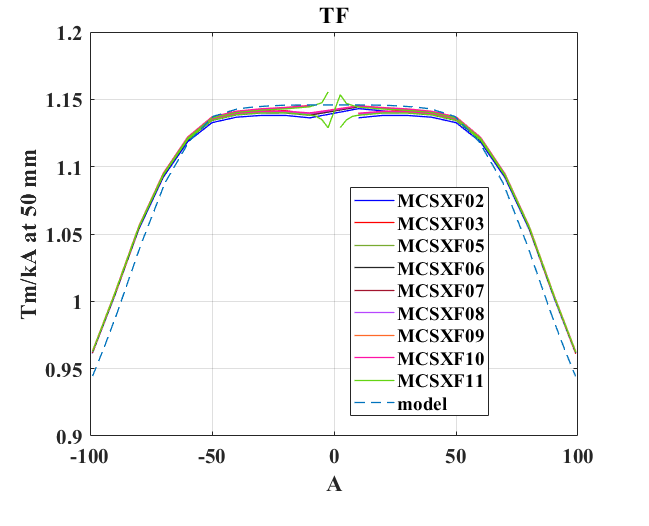 TF
1.2
1.15
1.1
1.05
1
0.95
0.9
Tm/kA at 50 mm
-100
-50
0
50
100
A
MCSXF02
MCSXF03
MCSXF05
MCSXF06
MCSXF07
MCSXF08
MCSXF09
MCSXF10
MCSXF11
model